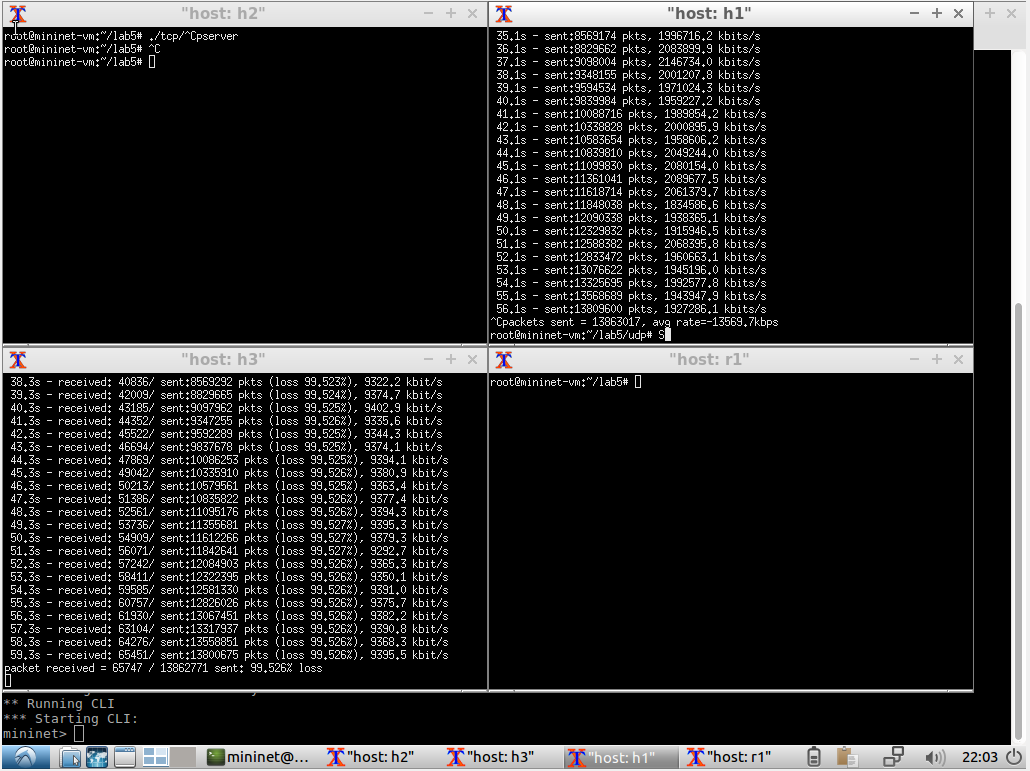 "host: h2"
root@mininet-vm:~/lab5# ./tcp/^Cpserver
root@mininet-vm:~/lab5# ^C
root@mininet-vm:~/lab5#
"host: h1"
35.1s - sent:8569174 pkts, 1996716.2 kbits/s
36.1s - sent:8829662 pkts, 2083899.9 kbits/s
37.1s - sent:9098004 pkts, 2146734.0 kbits/s
38.1s - sent:9348155 pkts, 2001207.8 kbits/s
39.1s - sent:9594534 pkts, 1971024.3 kbits/s
40.1s - sent:9839984 pkts, 1959227.2 kbits/s
41.1s - sent:10088716 pkts, 1989854.2 kbits/s
42.1s - sent:10338828 pkts, 2000895.9 kbits/s
43.1s - sent:10583654 pkts, 1958606.2 kbits/s
44.1s - sent:10839810 pkts, 2049244.0 kbits/s
45.1s - sent:11099830 pkts, 2080154.0 kbits/s
46.1s - sent:11361041 pkts, 2089677.5 kbits/s
47.1s - sent:11618714 pkts, 2061379.7 kbits/s
48.1s - sent:11848038 pkts, 1834586.6 kbits/s
49.1s - sent:12090338 pkts, 1938365.1 kbits/s
50.1s - sent:12329832 pkts, 1915946.5 kbits/s
51.1s - sent:12588382 pkts, 2068395.8 kbits/s
52.1s - sent:12833472 pkts, 1960663.1 kbits/s
53.1s - sent:13076622 pkts, 1945196.0 kbits/s
54.1s - sent:13325695 pkts, 1992577.8 kbits/s
55.1s - sent:13568689 pkts, 1943947.9 kbits/s
56.1s - sent:13809600 pkts, 1927286.1 kbits/s
^Cpackets sent = 13863017, avg rate=-13569.7kbps
root@mininet-vm:~/lab5/udp# S
"host: h3"
38.3s - received: 40836/ sent:8569292 pkts (loss 99.523%), 9322.2 kbit/s
39.3s - received: 42009/ sent:8829665 pkts (loss 99.524%), 9374.7 kbit/s
40.3s - received: 43185/ sent:9097962 pkts (loss 99.525%), 9402.9 kbit/s
41.3s - received: 44352/ sent:9347255 pkts (loss 99.526%), 9335.6 kbit/s
42.3s - received: 45522/ sent:9592289 pkts (loss 99.525%), 9344.3 kbit/s
43.3s - received: 46694/ sent:9837678 pkts (loss 99.525%), 9374.1 kbit/s
44.3s - received: 47869/ sent:10086253 pkts (loss 99.525%), 9394.1 kbit/s
45.3s - received: 49042/ sent:10335910 pkts (loss 99.526%), 9380.9 kbit/s
46.3s - received: 50213/ sent:10579561 pkts (loss 99.525%), 9363.4 kbit/s
47.3s - received: 51386/ sent:10835822 pkts (loss 99.526%), 9377.4 kbit/s
48.3s - received: 52561/ sent:11095176 pkts (loss 99.526%), 9394.3 kbit/s
49.3s - received: 53736/ sent:11355681 pkts (loss 99.527%), 9395.3 kbit/s
50.3s - received: 54909/ sent:11612266 pkts (loss 99.527%), 9379.3 kbit/s
51.3s - received: 56071/ sent:11842641 pkts (loss 99.527%), 9292.7 kbit/s
52.3s - received: 57242/ sent:12084903 pkts (loss 99.526%), 9365.3 kbit/s
53.3s - received: 58411/ sent:12322395 pkts (loss 99.526%), 9350.1 kbit/s
54.3s - received: 59585/ sent:12581330 pkts (loss 99.526%), 9391.0 kbit/s
55.3s - received: 60757/ sent:12826026 pkts (loss 99.526%), 9375.7 kbit/s
56.3s - received: 61930/ sent:13067451 pkts (loss 99.526%), 9382.2 kbit/s
57.3s - received: 63104/ sent:13317937 pkts (loss 99.526%), 9390.8 kbit/s
58.3s - received: 64276/ sent:13558851 pkts (loss 99.526%), 9368.3 kbit/s
59.3s - received: 65451/ sent:13800675 pkts (loss 99.526%), 9395.5 kbit/s
packet received = 65747 / 13862771 sent: 99.526% loss
"host: r1"
root@mininet-vm:~/lab5#
** Running CLI
*** Starting CLI:
mininet>
mininet@... "host: h2" "host: h3" "host: h1" "host: r1" 22:03